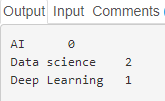 Output Input Comments (
AI 0
Data science 2
Deep Learning 1